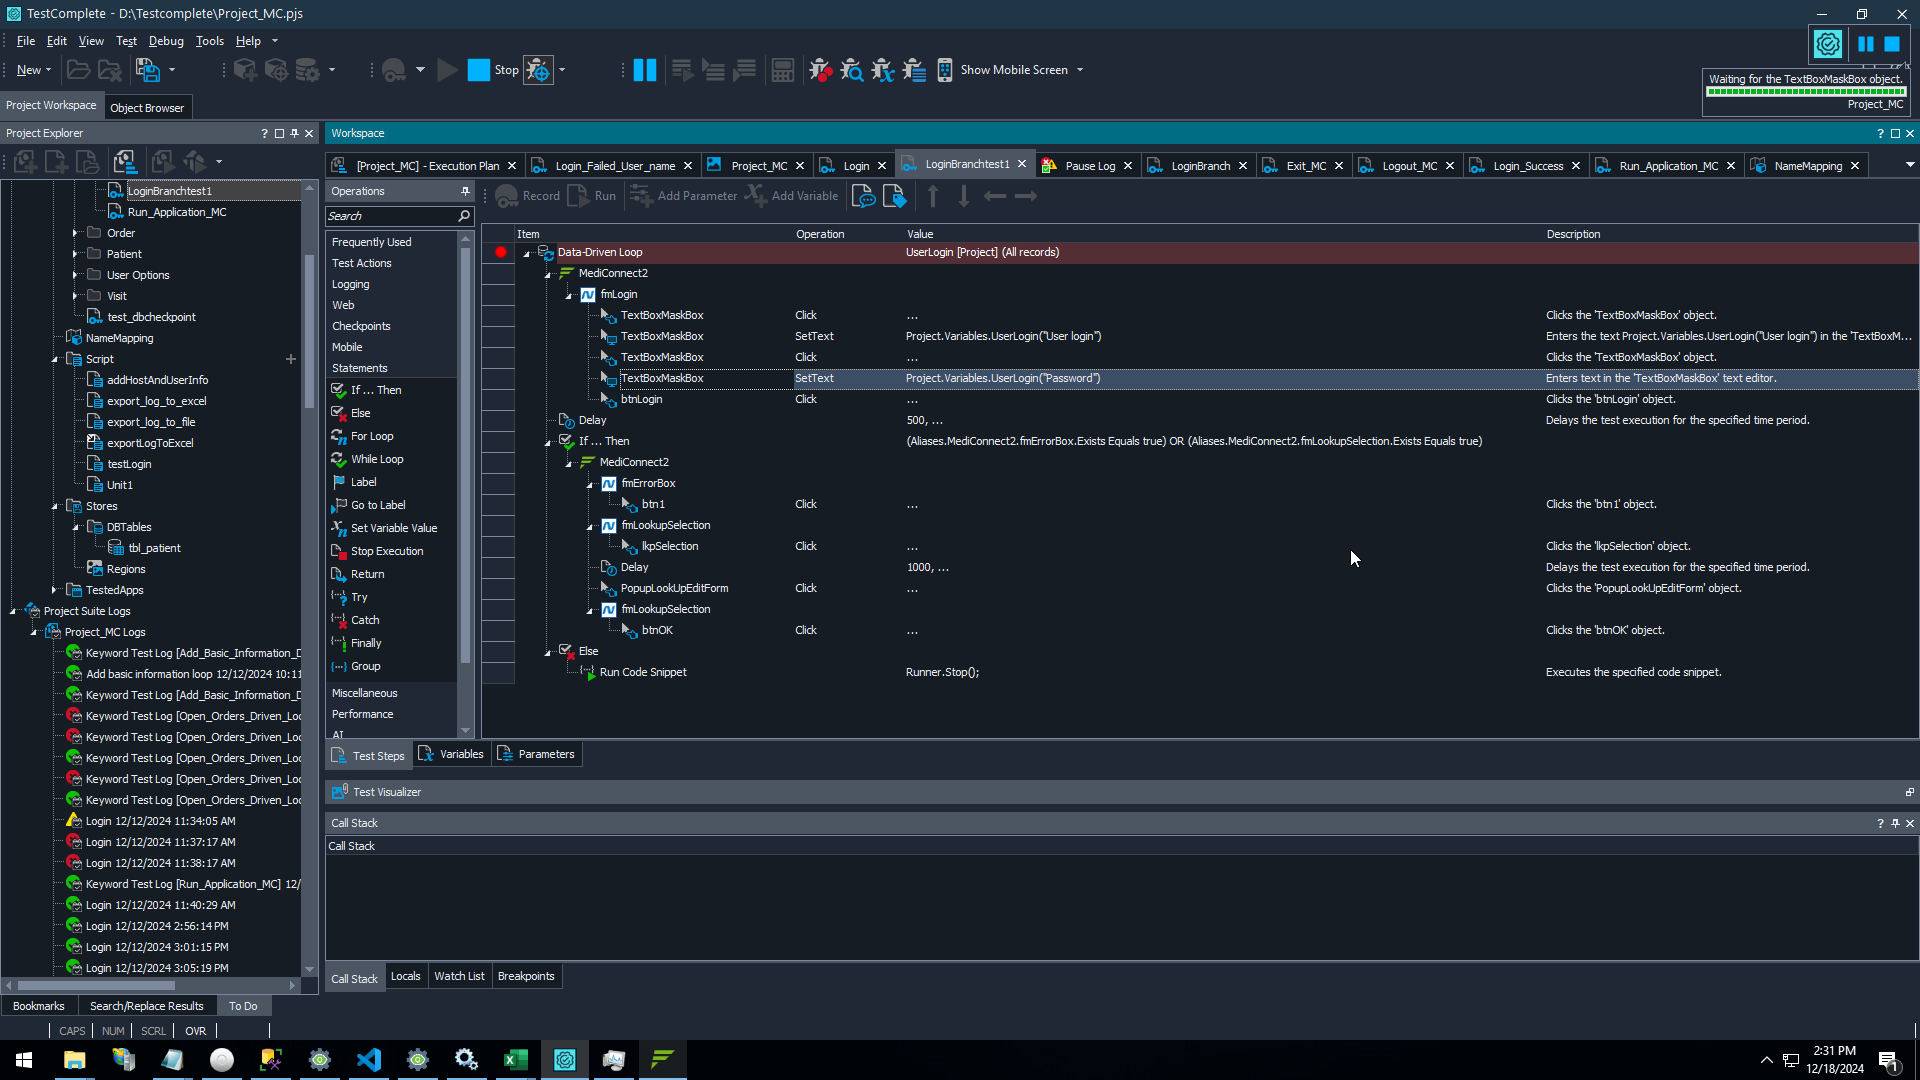 TestComplete - D:\Testcomplete\Project_MC.pjs
File Edit View Test Debug Tools Help
New Stop Show Mobile Screen
Waiting for the TextBoxMaskBox object.
Project_MC
Project Workspace Object Browser
Project Explorer ?
Workspace ?
[Project_MC] - Execution Plan Login_Failed_User_name Project_MC Login LoginBranchtest1 Pause Log LoginBranch Exit_MC Logout_MC Login_Success Run_Application_MC NameMapping
LoginBranchtest1
Run_Application_MC
Order
Patient
User Options
Visit
test_dbcheckpoint
NameMapping
Script
addHostAndUserInfo
export_log_to_excel
export_log_to_file
exportLogToExcel
testLogin
Unit1
Stores
DBTables
tbl_patient
Regions
TestedApps
Project Suite Logs
Project_MC Logs
Keyword Test Log [Add_Basic_Information_D
Add basic information loop 12/12/2024 10:11
Keyword Test Log [Add_Basic_Information_D
Keyword Test Log [Open_Orders_Driven_Loo
Keyword Test Log [Open_Orders_Driven_Loo
Keyword Test Log [Open_Orders_Driven_Loo
Keyword Test Log [Open_Orders_Driven_Loo
Keyword Test Log [Open_Orders_Driven_Loo
Login 12/12/2024 11:34:05 AM
Login 12/12/2024 11:37:17 AM
Login 12/12/2024 11:38:17 AM
Keyword Test Log [Run_Application_MC] 12/
Login 12/12/2024 11:40:29 AM
Login 12/12/2024 2:56:14 PM
Login 12/12/2024 3:01:15 PM
Login 12/12/2024 3:05:19 PM
Operations
Search
Frequently Used
Test Actions
Logging
Web
Checkpoints
Mobile
Statements
If ... Then
Else
For Loop
While Loop
Label
Go to Label
Set Variable Value
Stop Execution
Return
Try
Catch
Finally
Group
Miscellaneous
Performance
AI
Record Run Add Parameter Add Variable
Item Operation Value Description
Data-Driven Loop UserLogin [Project] (All records)
MediConnect2
fmLogin
TextBoxMaskBox Click ... Clicks the 'TextBoxMaskBox' object.
TextBoxMaskBox SetText Project.Variables.UserLogin("User login") Enters the text Project.Variables.UserLogin("User login") in the 'TextBoxM...
TextBoxMaskBox Click ... Clicks the 'TextBoxMaskBox' object.
TextBoxMaskBox SetText Project.Variables.UserLogin("Password") Enters text in the 'TextBoxMaskBox' text editor.
btnLogin Click ... Clicks the 'btnLogin' object.
Delay 500, ... Delays the test execution for the specified time period.
If ... Then (Aliases.MediConnect2.fmErrorBox.Exists Equals true) OR (Aliases.MediConnect2.fmLookupSelection.Exists Equals true)
MediConnect2
fmErrorBox
btn1 Click ... Clicks the 'btn1' object.
fmLookupSelection
lkpSelection Click ... Clicks the 'lkpSelection' object.
Delay 1000, ... Delays the test execution for the specified time period.
PopupLookUpEditForm Click ... Clicks the 'PopupLookUpEditForm' object.
fmLookupSelection
btnOK Click ... Clicks the 'btnOK' object.
Else
Run Code Snippet Runner.Stop(); Executes the specified code snippet.
Test Steps Variables Parameters
Test Visualizer
Call Stack ?
Call Stack
Call Stack Locals Watch List Breakpoints
Bookmarks Search/Replace Results To Do
CAPS NUM SCRL OVR
2:31 PM
12/18/2024
1